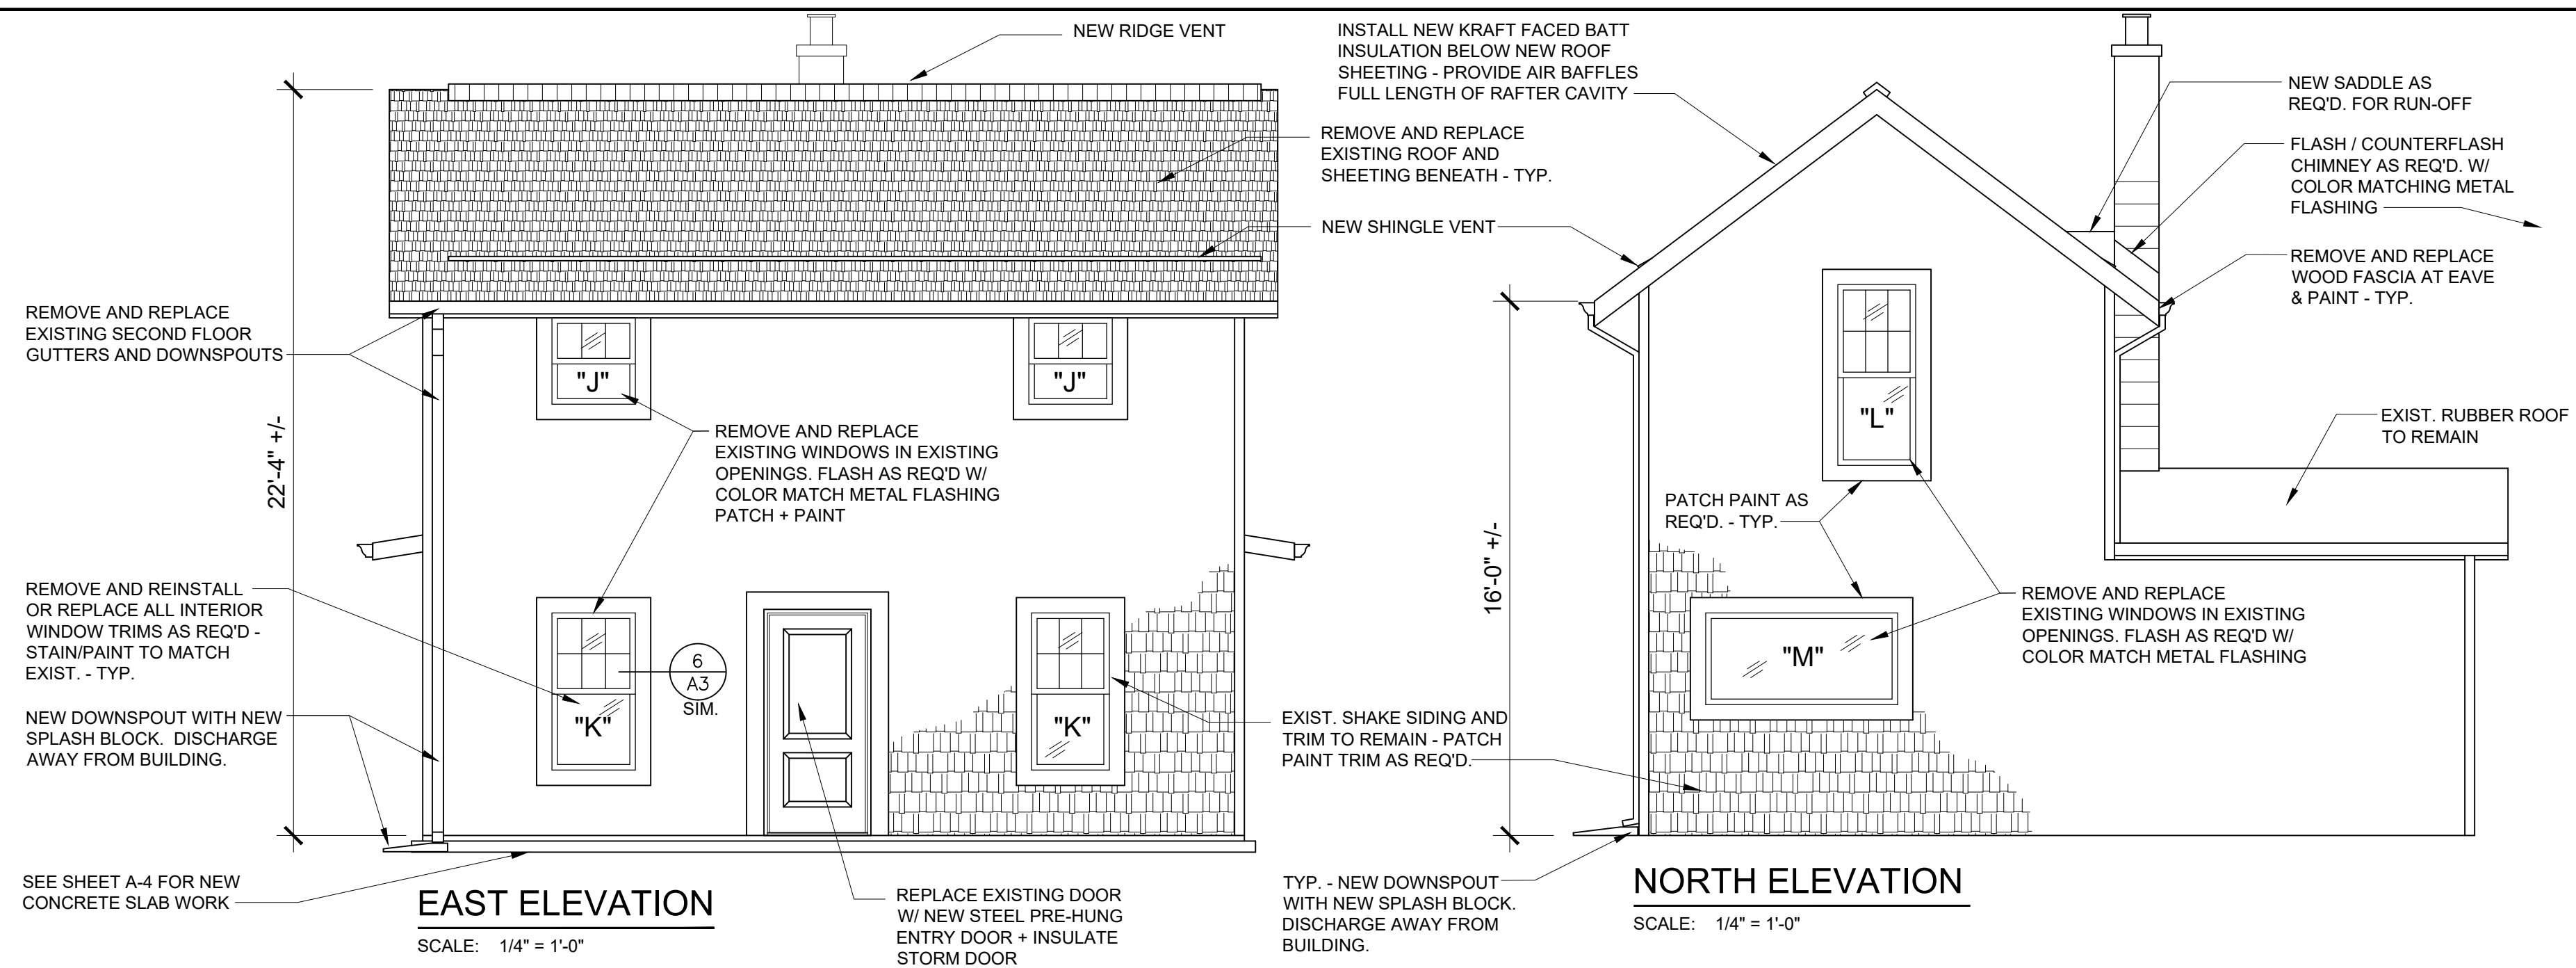 NEW RIDGE VENT
INSTALL NEW KRAFT FACED BATT
INSULATION BELOW NEW ROOF
SHEETING - PROVIDE AIR BAFFLES
FULL LENGTH OF RAFTER CAVITY
REMOVE AND REPLACE
EXISTING ROOF AND
SHEETING BENEATH - TYP.
NEW SHINGLE VENT
NEW SADDLE AS
REQ'D. FOR RUN-OFF
FLASH / COUNTERFLASH
CHIMNEY AS REQ'D. W/
COLOR MATCHING METAL
FLASHING
REMOVE AND REPLACE
WOOD FASCIA AT EAVE
& PAINT - TYP.
REMOVE AND REPLACE
EXISTING SECOND FLOOR
GUTTERS AND DOWNSPOUTS
22'-4" +/-
"J"
"J"
REMOVE AND REPLACE
EXISTING WINDOWS IN EXISTING
OPENINGS. FLASH AS REQ'D W/
COLOR MATCH METAL FLASHING
PATCH + PAINT
"L"
EXIST. RUBBER ROOF
TO REMAIN
PATCH PAINT AS
REQ'D. - TYP.
16'-0" +/-
REMOVE AND REINSTALL
OR REPLACE ALL INTERIOR
WINDOW TRIMS AS REQ'D -
STAIN/PAINT TO MATCH
EXIST. - TYP.
6
A3
SIM.
"K"
"K"
"M"
REMOVE AND REPLACE
EXISTING WINDOWS IN EXISTING
OPENINGS. FLASH AS REQ'D W/
COLOR MATCH METAL FLASHING
NEW DOWNSPOUT WITH NEW
SPLASH BLOCK. DISCHARGE
AWAY FROM BUILDING.
EXIST. SHAKE SIDING AND
TRIM TO REMAIN - PATCH
PAINT TRIM AS REQ'D.
SEE SHEET A-4 FOR NEW
CONCRETE SLAB WORK
EAST ELEVATION
SCALE: 1/4" = 1'-0"
REPLACE EXISTING DOOR
W/ NEW STEEL PRE-HUNG
ENTRY DOOR + INSULATE
STORM DOOR
TYP. - NEW DOWNSPOUT
WITH NEW SPLASH BLOCK.
DISCHARGE AWAY FROM
BUILDING.
NORTH ELEVATION
SCALE: 1/4" = 1'-0"